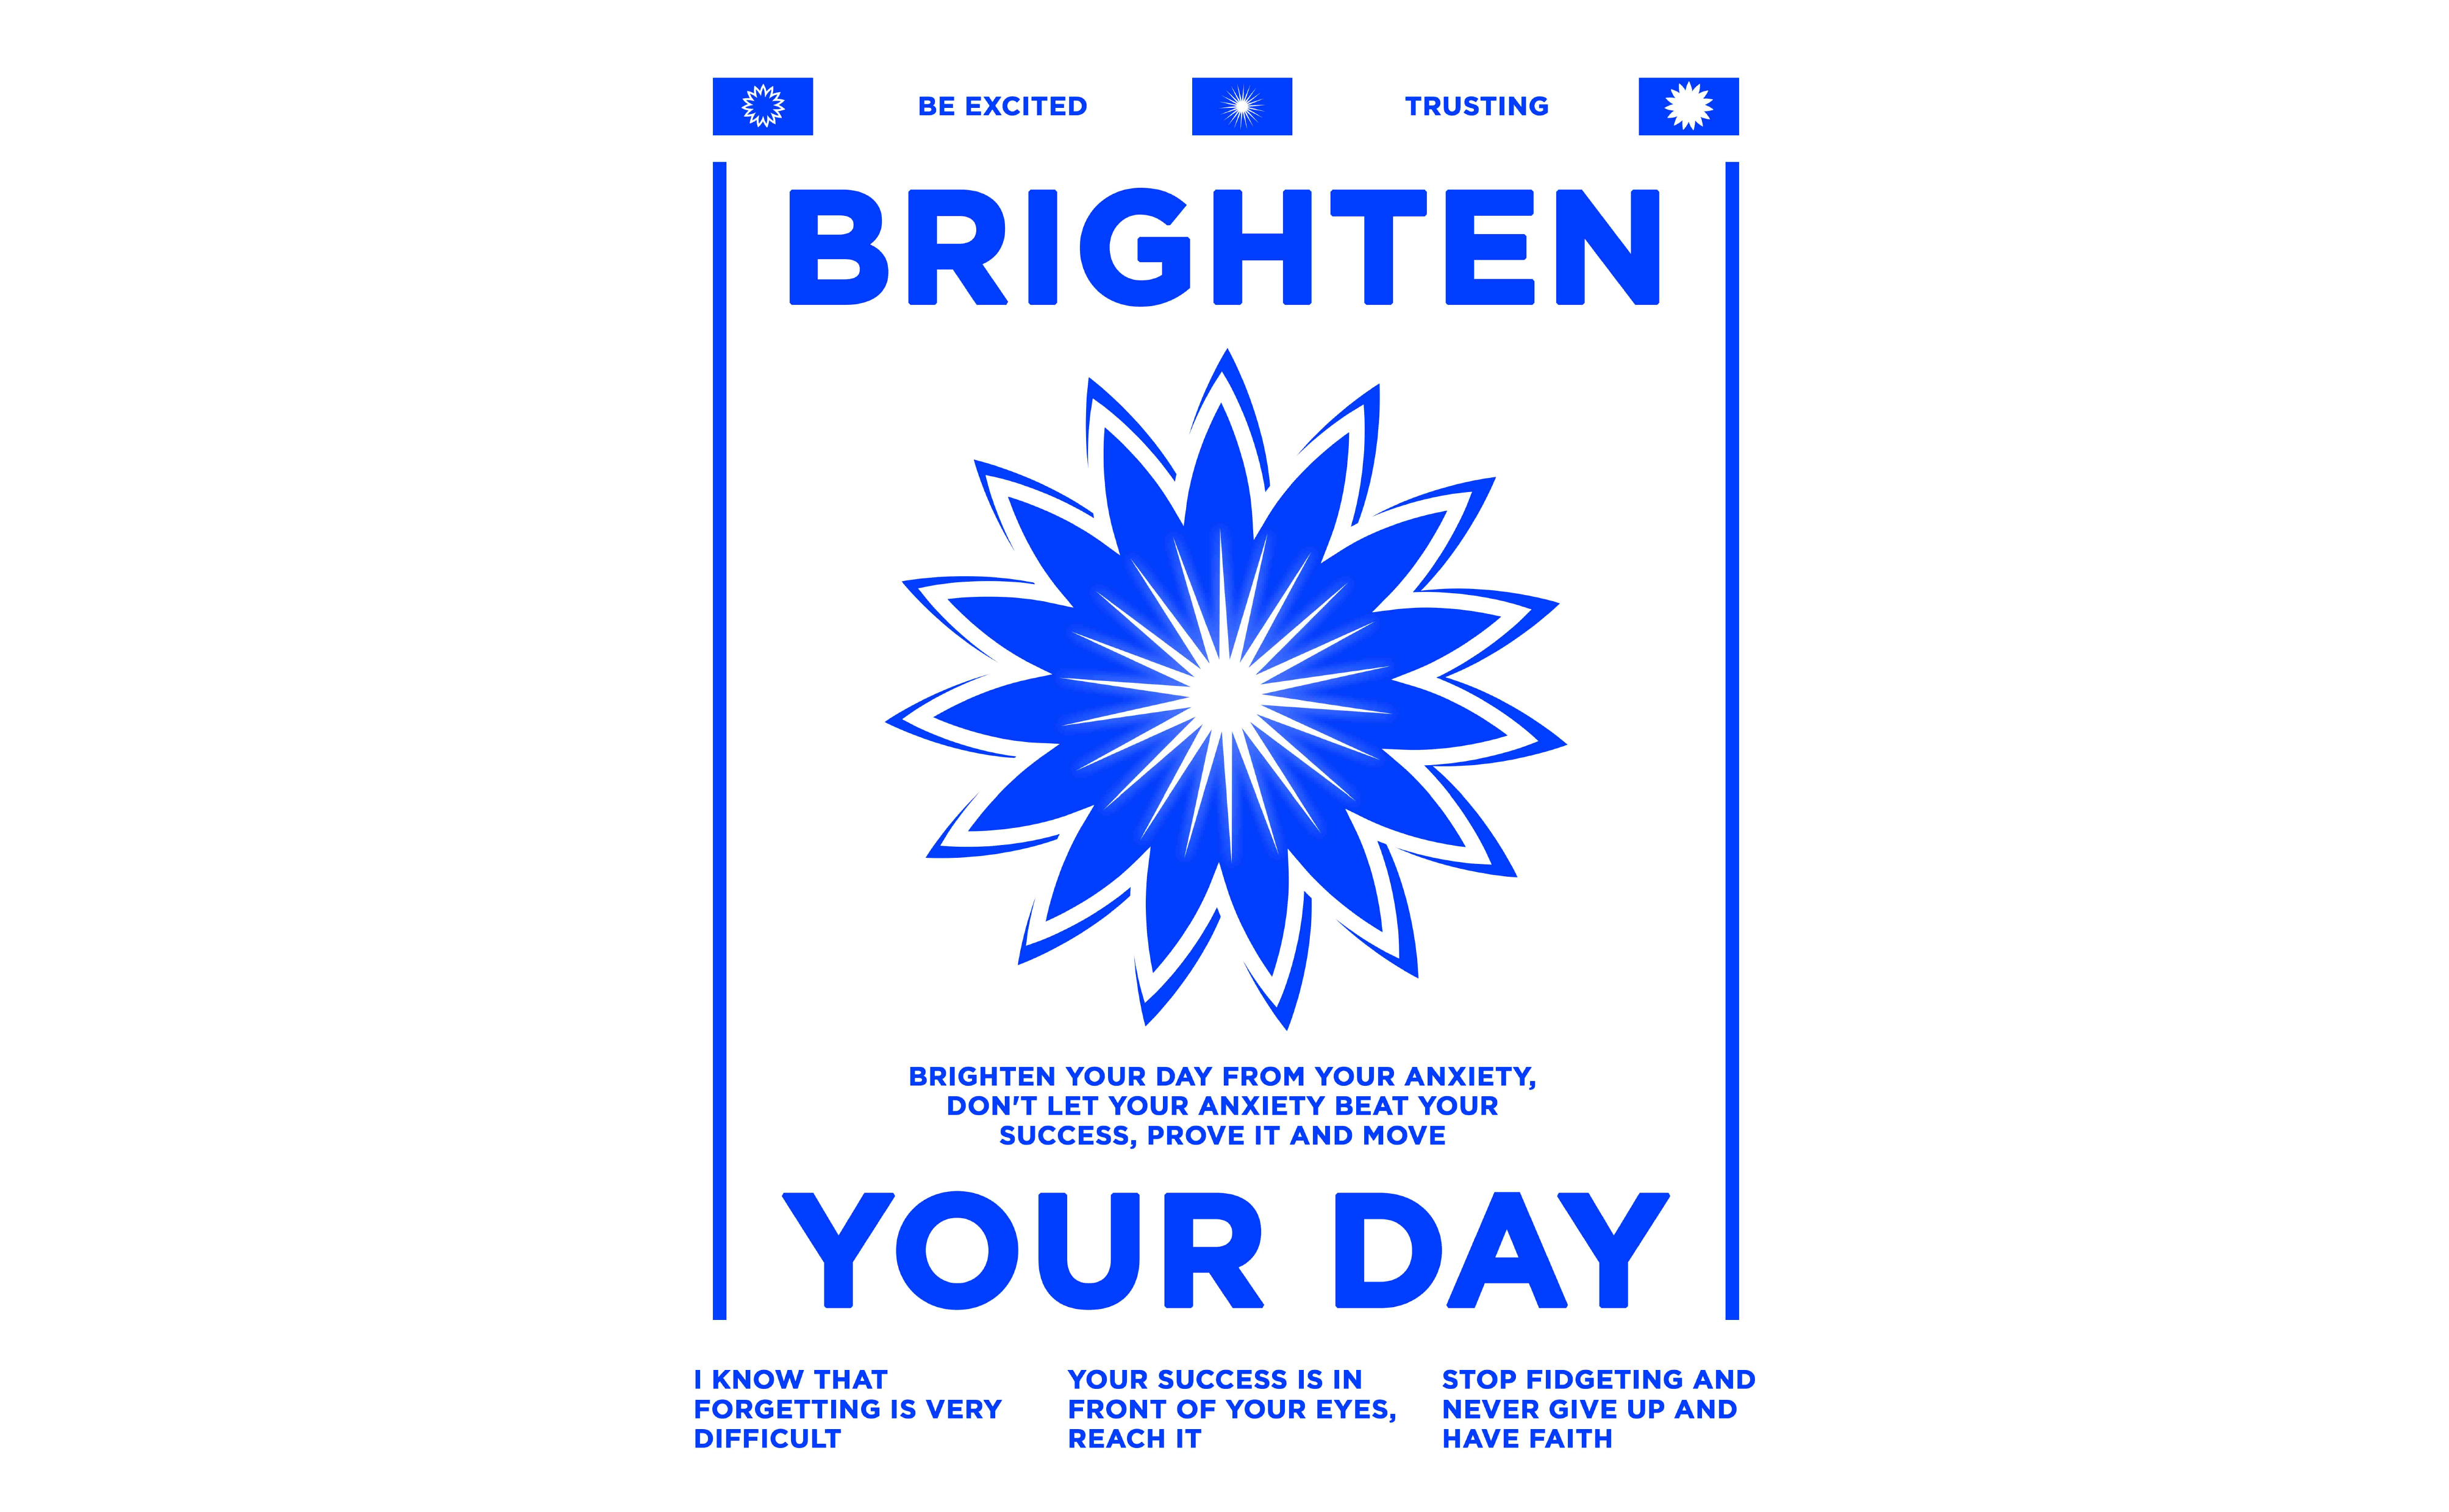 BE EXCITED
TRUSTING
BRIGHTEN
BRIGHTEN YOUR DAY FROM YOUR ANXIETY,
DON'T LET YOUR ANXIETY BEAT YOUR
SUCCESS, PROVE IT AND MOVE
YOUR DAY
I KNOW THAT
FORGETTING IS VERY
DIFFICULT
YOUR SUCCESS IS IN
FRONT OF YOUR EYES,
REACH IT
STOP FIDGETING AND
NEVER GIVE UP AND
HAVE FAITH